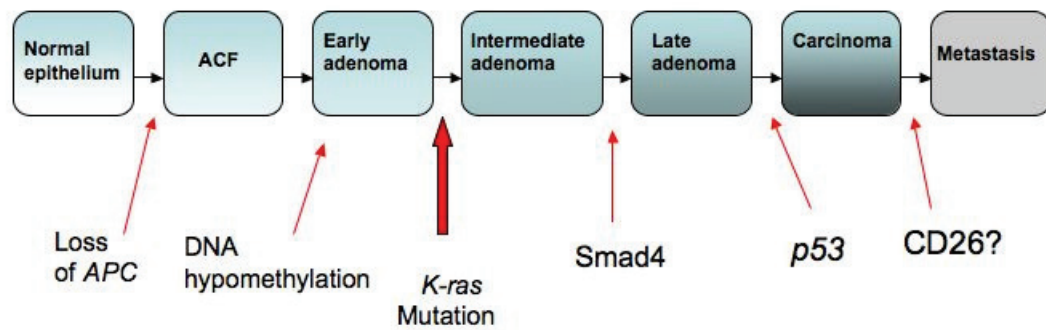 Normal
epithelium
ACF
Early
adenoma
Intermediate
adenoma
Late
adenoma
Carcinoma
Metastasis
Loss
of APC
DNA
hypomethylation
K-ras
Mutation
Smad4
p53
CD26?